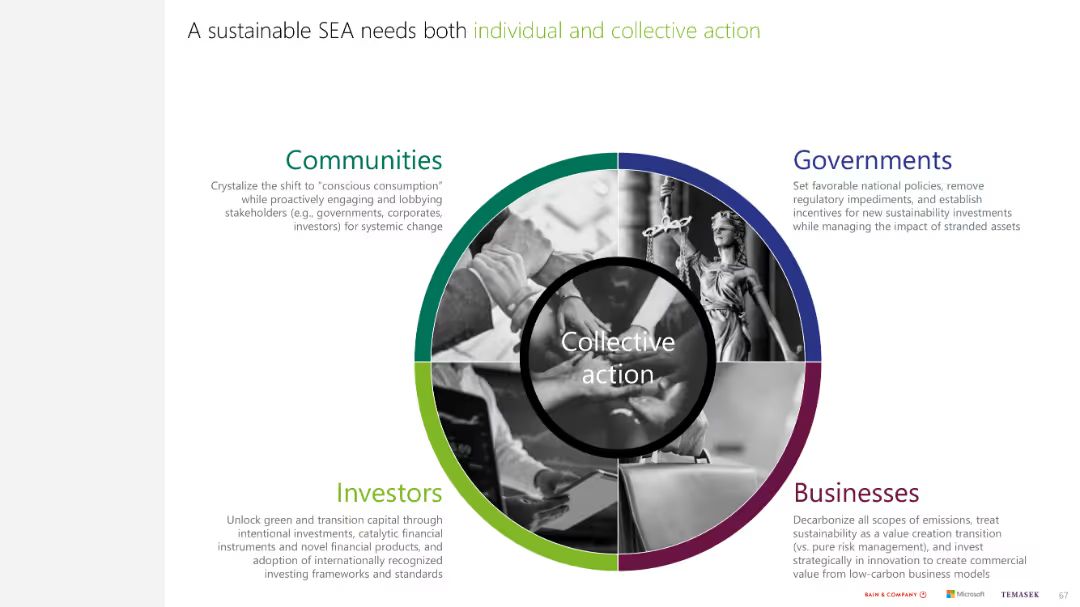 A sustainable SEA needs both individual and collective action
Communities
Crystalize the shift to "conscious consumption"
while proactively engaging and lobbying
stakeholders (e.g., governments, corporates,
investors) for systemic change
Governments
Set favorable national policies, remove
regulatory impediments, and establish
incentives for new sustainability investments
while managing the impact of stranded assets
Collective
action
Investors
Unlock green and transition capital through
intentional investments, catalytic financial
instruments and novel financial products, and
adoption of internationally recognized
investing frameworks and standards
Businesses
Decarbonize all scopes of emissions, treat
sustainability as a value creation transition
(vs. pure risk management), and invest
strategically in innovation to create commercial
value from low-carbon business models
BAIN & COMPANY Microsoft TEMASEK 67